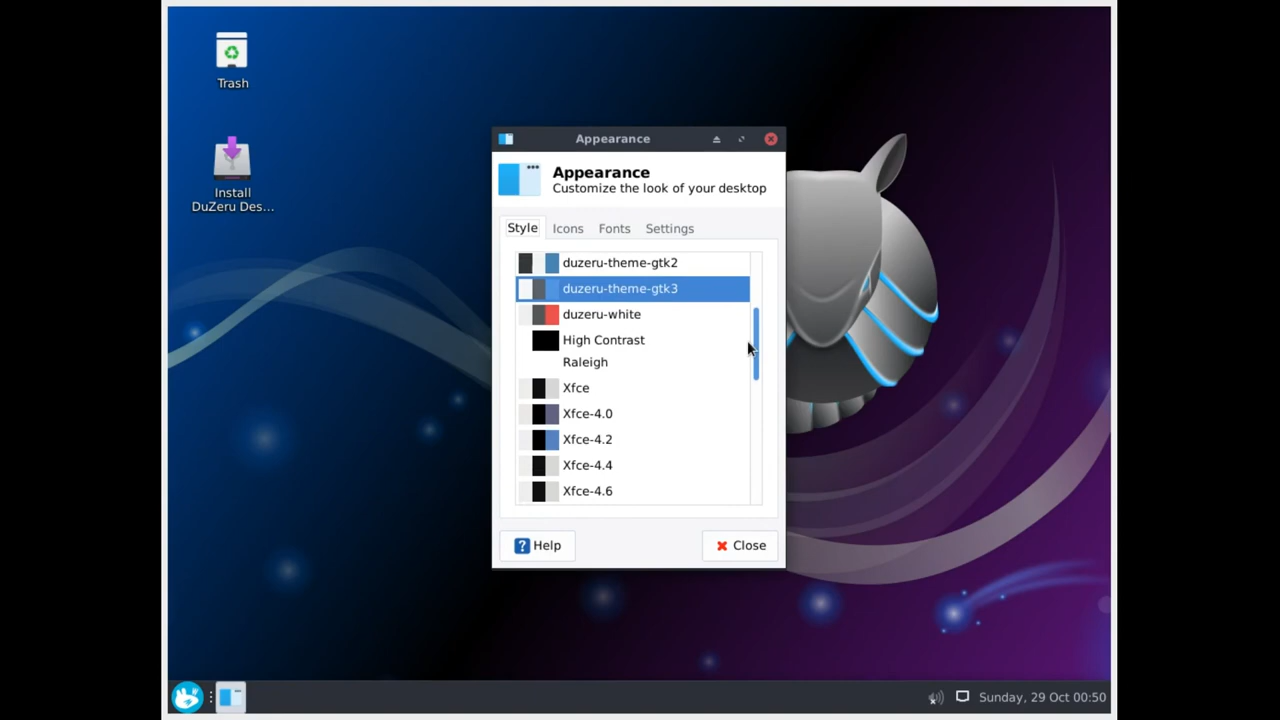 Trash
Install
DuZeru Des...
Appearance
Appearance
Customize the look of your desktop
Style Icons Fonts Settings
duzeru-theme-gtk2
duzeru-theme-gtk3
duzeru-white
High Contrast
Raleigh
Xfce
Xfce-4.0
Xfce-4.2
Xfce-4.4
Xfce-4.6
? Help
Close
Sunday, 29 Oct 00:50